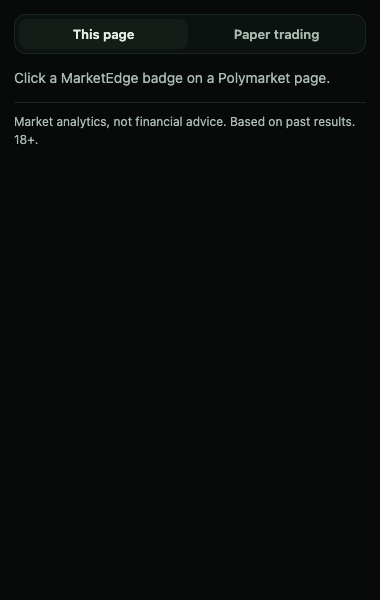 This page
Paper trading
Click a MarketEdge badge on a Polymarket page.
Market analytics, not financial advice. Based on past results.
18+.